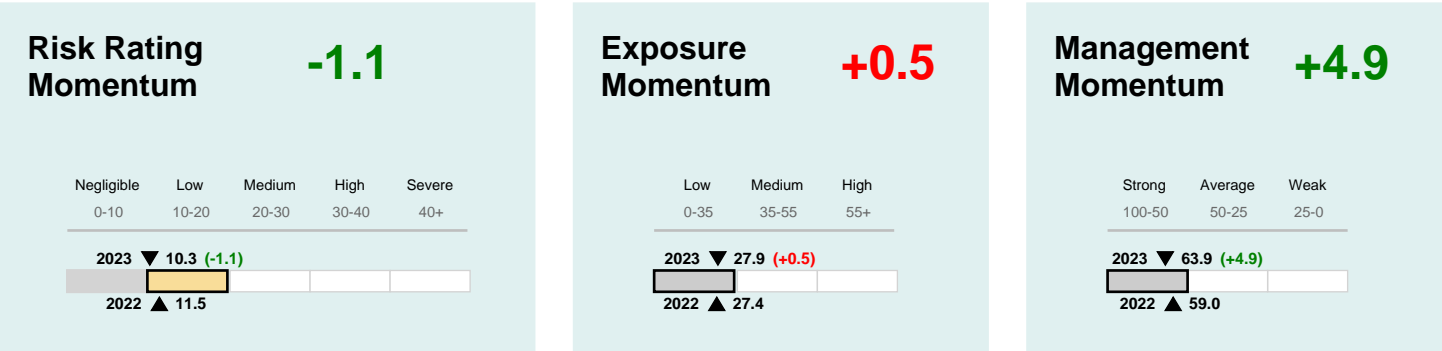 Risk Rating
Momentum
-1.1
Negligible Low Medium High Severe
0-10 10-20 20-30 30-40 40+
2023 ▼ 10.3 (-1.1)
2022 ▲ 11.5
Exposure
Momentum
+0.5
Low Medium High
0-35 35-55 55+
2023 ▼ 27.9 (+0.5)
2022 ▲ 27.4
Management
Momentum
+4.9
Strong Average Weak
100-50 50-25 25-0
2023 ▼ 63.9 (+4.9)
2022 ▲ 59.0